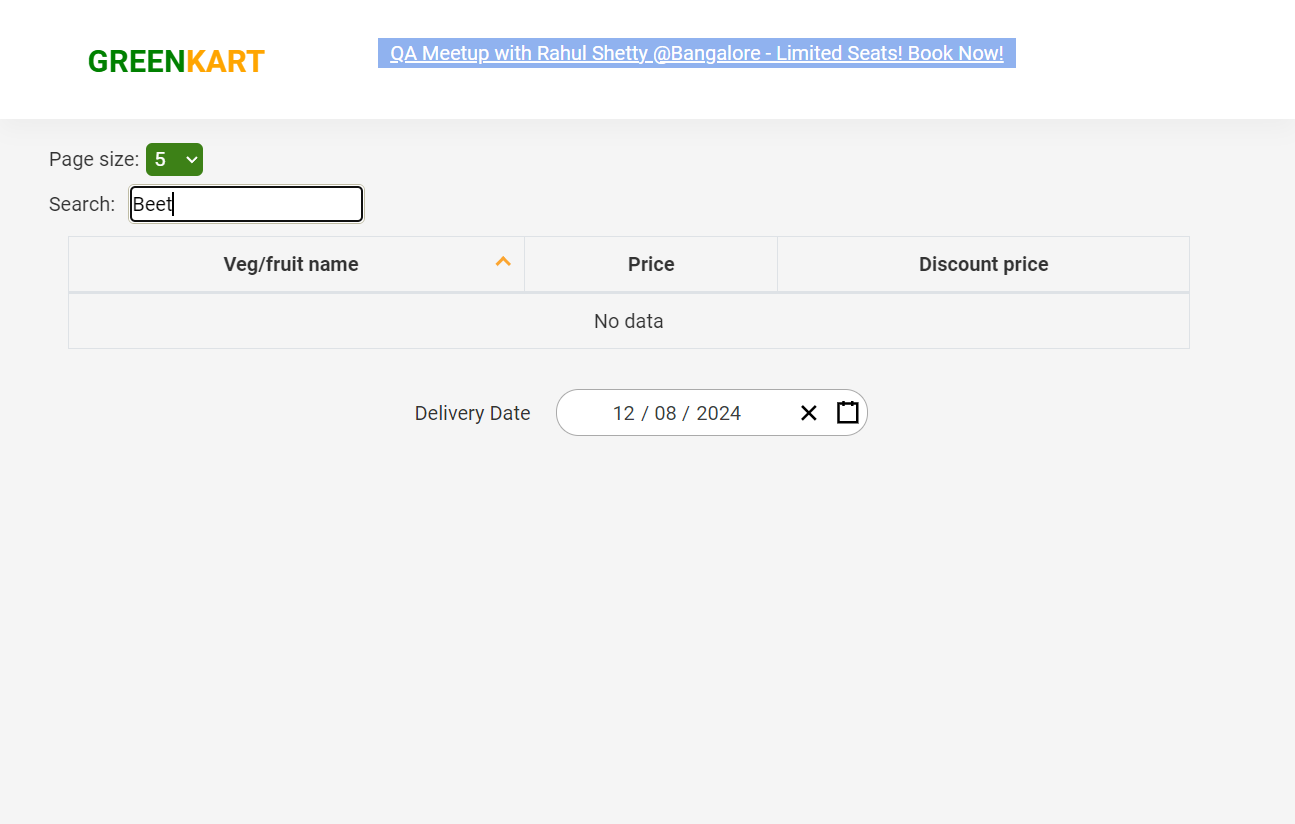 GREENKART
QA Meetup with Rahul Shetty @Bangalore - Limited Seats! Book Now!
Page size: 5
Search: Beet
Veg/fruit name Price Discount price
No data
Delivery Date 12 / 08 / 2024